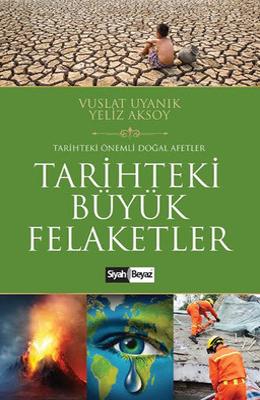 VUSLAT UYANIK
YELİZ AKSOY
TARİHTEKİ ÖNEMLİ DOĞAL AFETLER
TARİHTEKİ
BÜYÜK
FELAKETLER
Siyah Beyaz